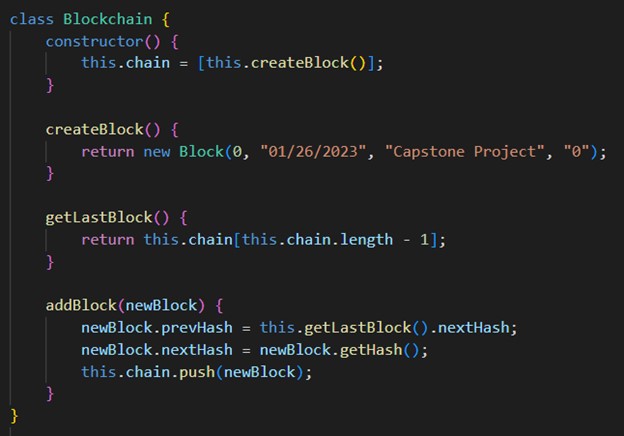 class Blockchain {
    constructor() {
        this.chain = [this.createBlock()];
    }

    createBlock() {
        return new Block(0, "01/26/2023", "Capstone Project", "0");
    }

    getLastBlock() {
        return this.chain[this.chain.length - 1];
    }

    addBlock(newBlock) {
        newBlock.prevHash = this.getLastBlock().nextHash;
        newBlock.nextHash = newBlock.getHash();
        this.chain.push(newBlock);
    }
}